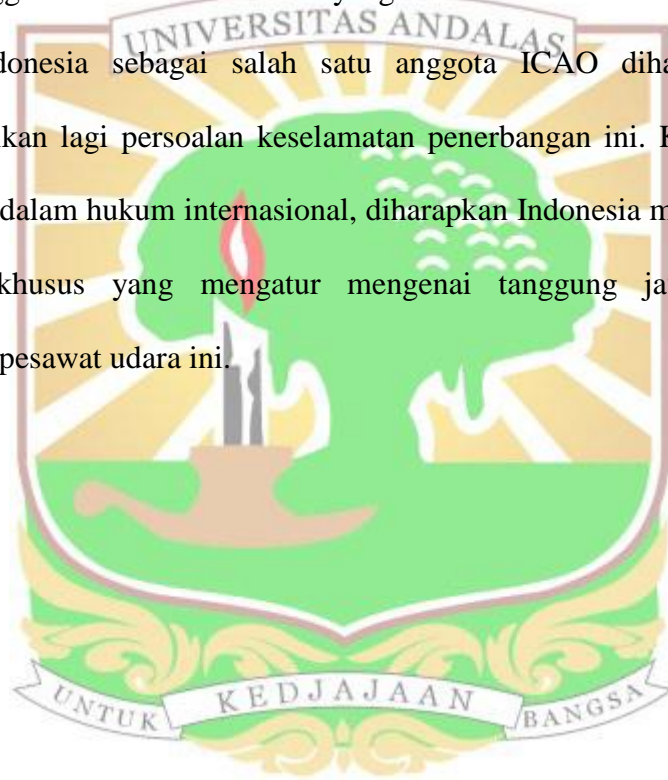 UNIVERSITAS ANDALAS
donesia sebagai salah satu anggota ICAO diha
kan lagi persoalan keselamatan penerbangan ini. K
dalam hukum internasional, diharapkan Indonesia m
khusus yang mengatur mengenai tanggung ja
pesawat udara ini.
UNTUK KEDJAJAAN BANGSA